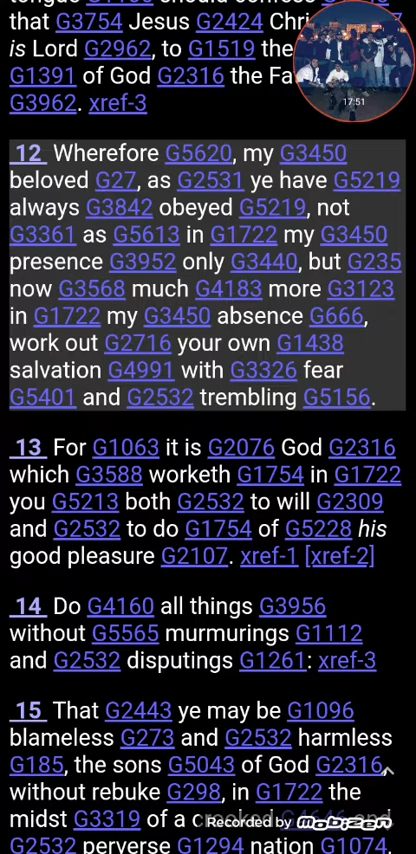 that G3754 Jesus G2424 Chri
is Lord G2962, to G1519 the
G1391 of God G2316 the Fa
G3962. xref-3
17:51
12 Wherefore G5620, my G3450
beloved G27, as G2531 ye have G5219
always G3842 obeyed G5219, not
G3361 as G5613 in G1722 my G3450
presence G3952 only G3440, but G235
now G3568 much G4183 more G3123
in G1722 my G3450 absence G666,
work out G2716 your own G1438
salvation G4991 with G3326 fear
G5401 and G2532 trembling G5156.
13 For G1063 it is G2076 God G2316
which G3588 worketh G1754 in G1722
you G5213 both G2532 to will G2309
and G2532 to do G1754 of G5228 his
good pleasure G2107. xref-1 [xref-2]
14 Do G4160 all things G3956
without G5565 murmurings G1112
and G2532 disputings G1261: xref-3
15 That G2443 ye may be G1096
blameless G273 and G2532 harmless
G185, the sons G5043 of God G2316,
without rebuke G298, in G1722 the
midst G3319 of a crooked G4646 and
Recorded by mobizen
G2532 perverse G1294 nation G1074,